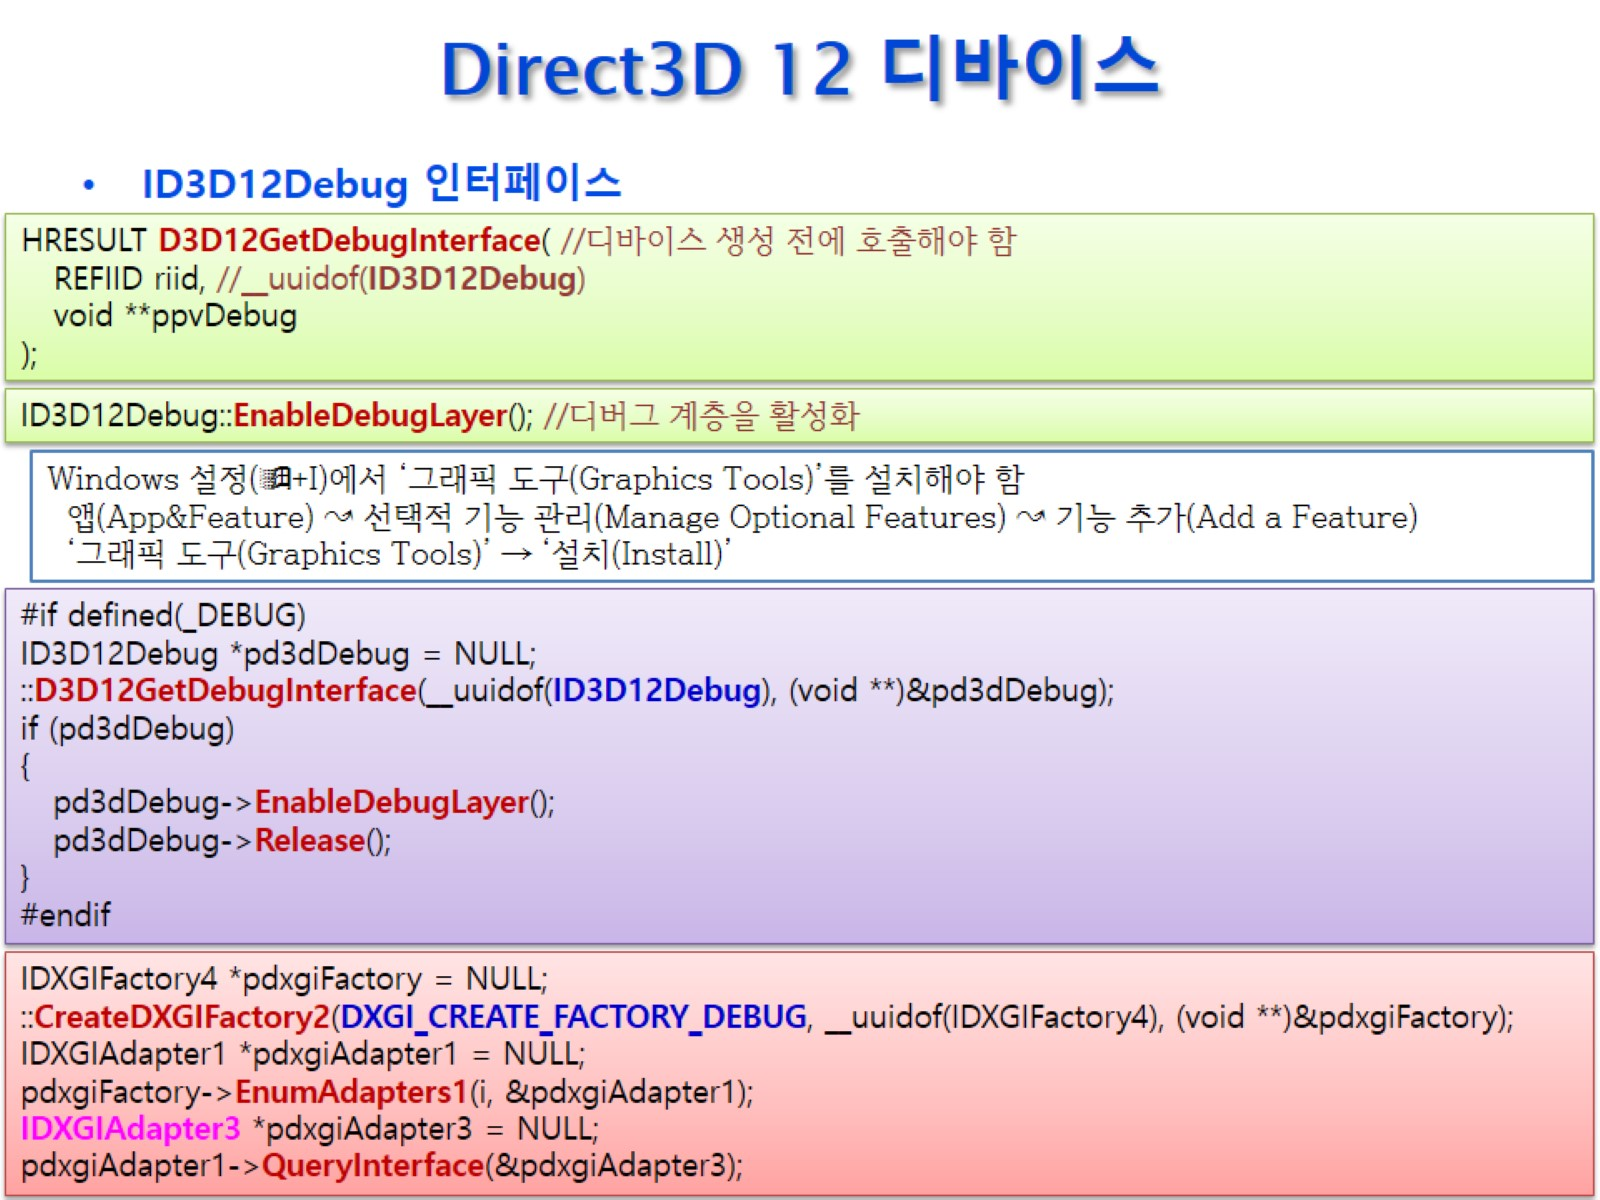 Direct3D 12 디바이스
• ID3D12Debug 인터페이스
HRESULT D3D12GetDebugInterface( //디바이스 생성 전에 호출해야 함
REFIID riid, //__uuidof(ID3D12Debug)
void **ppvDebug
);
ID3D12Debug::EnableDebugLayer(); //디버그 계층을 활성화
Windows 설정(+I)에서 ‘그래픽 도구(Graphics Tools)’를 설치해야 함
앱(App&Feature) ↝ 선택적 기능 관리(Manage Optional Features) ↝ 기능 추가(Add a Feature)
‘그래픽 도구(Graphics Tools)’ → ‘설치(Install)’
#if defined(_DEBUG)
ID3D12Debug *pd3dDebug = NULL;
::D3D12GetDebugInterface(__uuidof(ID3D12Debug), (void **)&pd3dDebug);
if (pd3dDebug)
{
pd3dDebug->EnableDebugLayer();
pd3dDebug->Release();
}
#endif
IDXGIFactory4 *pdxgiFactory = NULL;
::CreateDXGIFactory2(DXGI_CREATE_FACTORY_DEBUG, __uuidof(IDXGIFactory4), (void **)&pdxgiFactory);
IDXGIAdapter1 *pdxgiAdapter1 = NULL;
pdxgiFactory->EnumAdapters1(i, &pdxgiAdapter1);
IDXGIAdapter3 *pdxgiAdapter3 = NULL;
pdxgiAdapter1->QueryInterface(&pdxgiAdapter3);